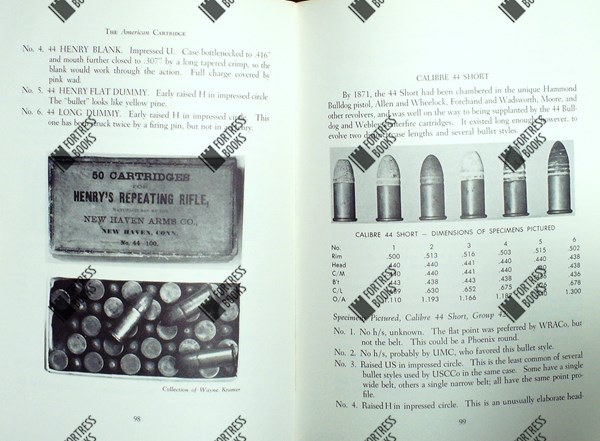 The American Cartridge
No. 4. 44 HENRY BLANK. Impressed U. Case bottlenecked to .416"
and mouth further closed to .307" by a long tapered crimp, so the
blank would work through the action. Full charge covered by
pink wad.
No. 5. 44 HENRY FLAT DUMMY. Early raised H in impressed circle
The "bullet" looks like yellow pine.
No. 6. 44 LONG DUMMY. Early raised H in impressed circle. This
one has been struck twice by a firing pin, but not in
50 CARTRIDGES
FOR
HENRY'S REPEATING RIFLE,
NEW HAVEN ARMS CO.,
NEW HAVEN, CONN.
No. 44-100.
Collection of Wayne Kramer
98
CALIBRE 44 SHORT
By 1871, the 44 Short had been chambered in the unique Hammond
Bulldog pistol, Allen and Wheelock, Forehand and Wadsworth, Moore, and
other revolvers, and was well on the way to being supplanted by the 44 Bull-
dog and Webley centerfire cartridges. It existed long enough, however, to
evolve two case lengths and several bullet styles.
CALIBRE 44 SHORT — DIMENSIONS OF SPECIMENS PICTURED
No. 1 2 3 4 5 6
Rim .500 .513 .516 .503 .515 .502
Head .440 .440 .441 .440 .440 .438
C/M .440 .440 .441 .440 .436
B't .443 .438 .443 .438 .438 .436
C/L .630 .652 .675 .678
O/A 1.110 1.193 1.166 1.300
Specimens Pictured, Calibre 44 Short, Group
No. 1. No h/s, unknown. The flat point was preferred by WRACo, but
not the belt. This could be a Phoenix round.
No. 2. No h/s, probably by UMC, who favored this bullet style.
No. 3. Raised US in impressed circle. This is the least common of several
bullet styles used by USCCo in the same case. Some have a single
wide belt, others a single narrow belt; all have the same point pro-
file.
No. 4. Raised H in impressed circle. This is an unusually elaborate head-
99
FORTRESS BOOKS